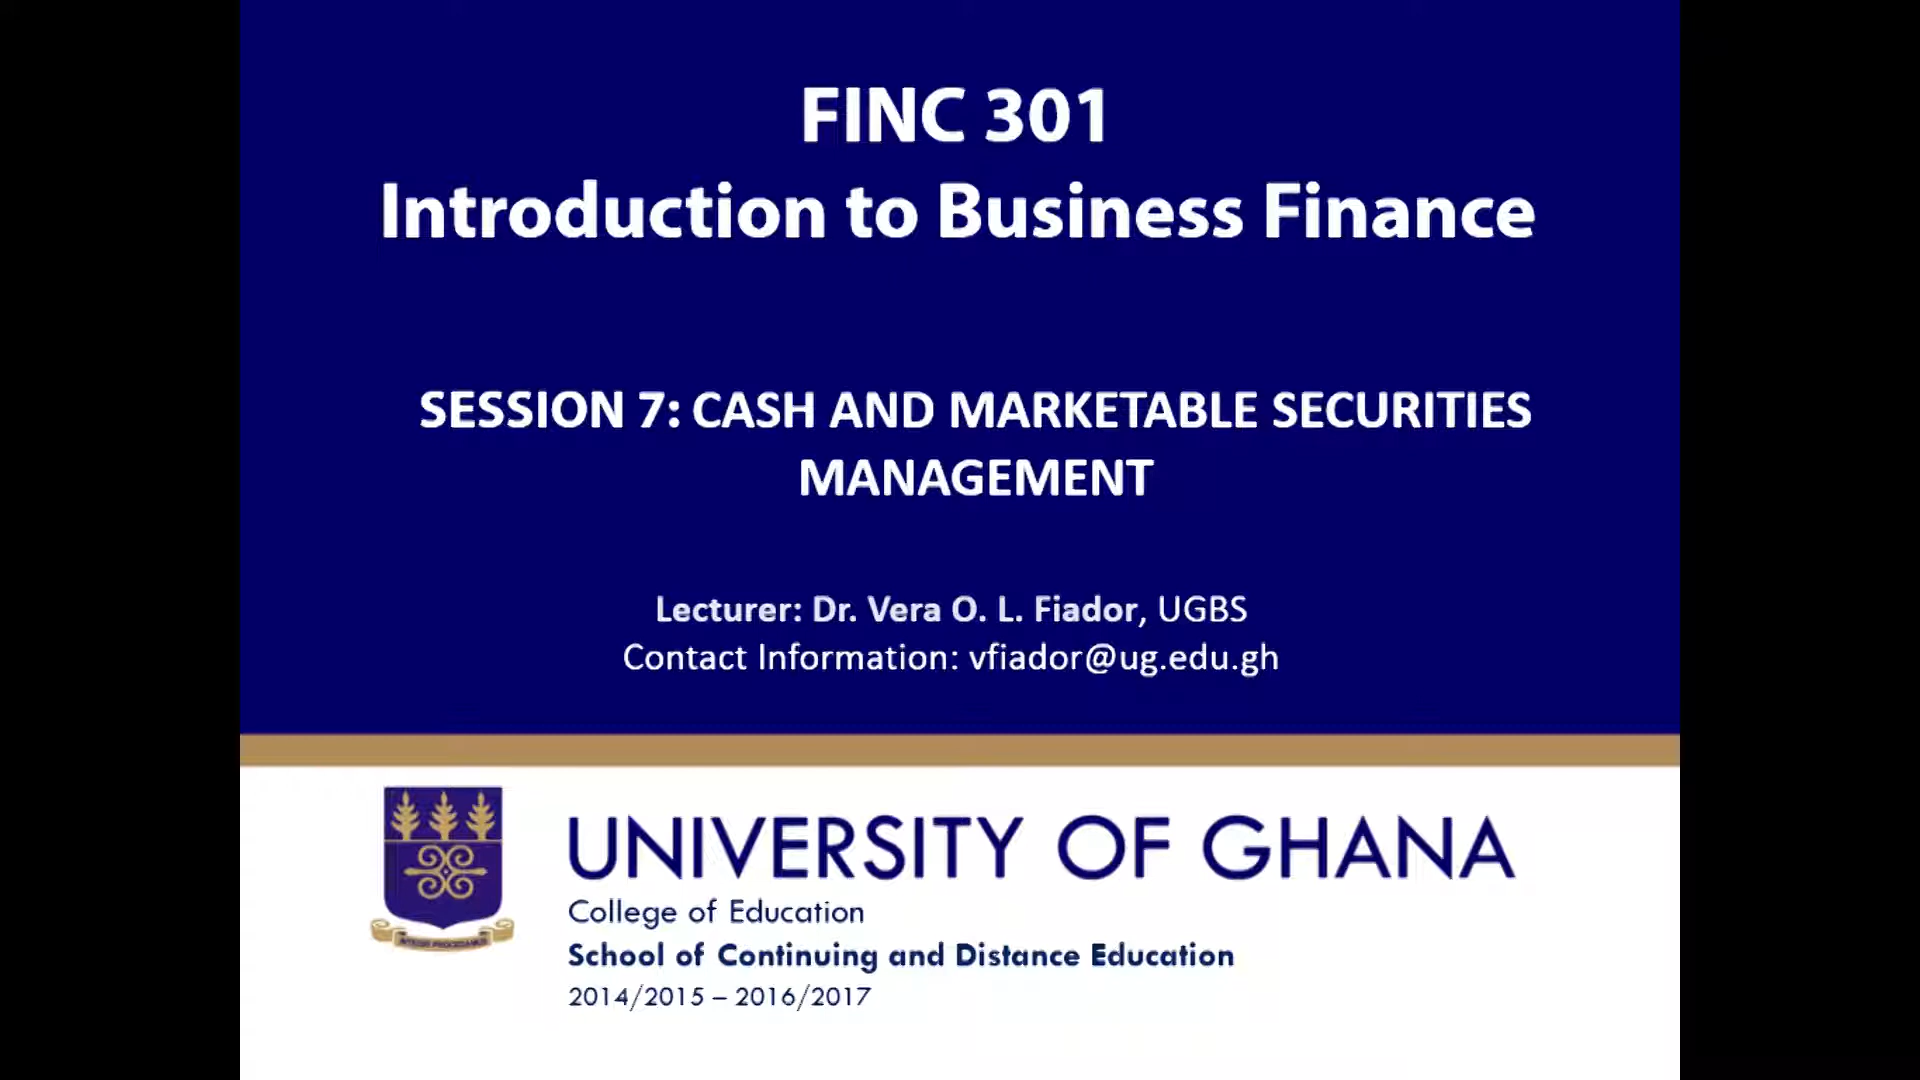 FINC 301
Introduction to Business Finance
SESSION 7: CASH AND MARKETABLE SECURITIES
MANAGEMENT
Lecturer: Dr. Vera O. L. Fiador, UGBS
Contact Information: vfiador@ug.edu.gh
UNIVERSITY OF GHANA
College of Education
School of Continuing and Distance Education
2014/2015 – 2016/2017